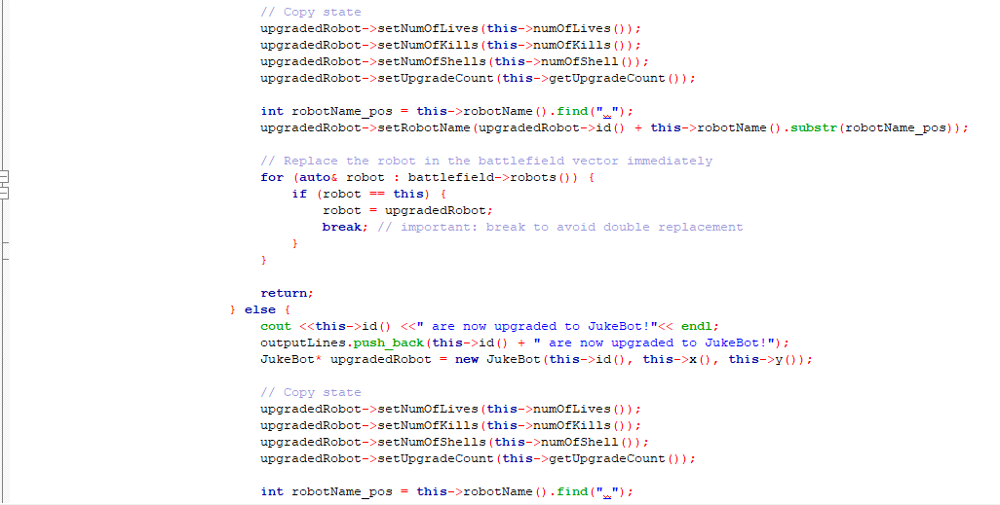 // Copy state
upgradedRobot->setNumOfLives(this->numOfLives());
upgradedRobot->setNumOfKills(this->numOfKills());
upgradedRobot->setNumOfShells(this->numOfShell());
upgradedRobot->setUpgradeCount(this->getUpgradeCount());
int robotName_pos = this->robotName().find("_");
upgradedRobot->setRobotName(upgradedRobot->id() + this->robotName().substr(robotName_pos));
// Replace the robot in the battlefield vector immediately
for (auto& robot : battlefield->robots()) {
if (robot == this) {
robot = upgradedRobot;
break; // important: break to avoid double replacement
}
}
return;
} else {
cout <<this->id() <<" are now upgraded to JukeBot!"<< endl;
outputLines.push_back(this->id() + " are now upgraded to JukeBot!");
JukeBot* upgradedRobot = new JukeBot(this->id(), this->x(), this->y());
// Copy state
upgradedRobot->setNumOfLives(this->numOfLives());
upgradedRobot->setNumOfKills(this->numOfKills());
upgradedRobot->setNumOfShells(this->numOfShell());
upgradedRobot->setUpgradeCount(this->getUpgradeCount());
int robotName_pos = this->robotName().find("_");